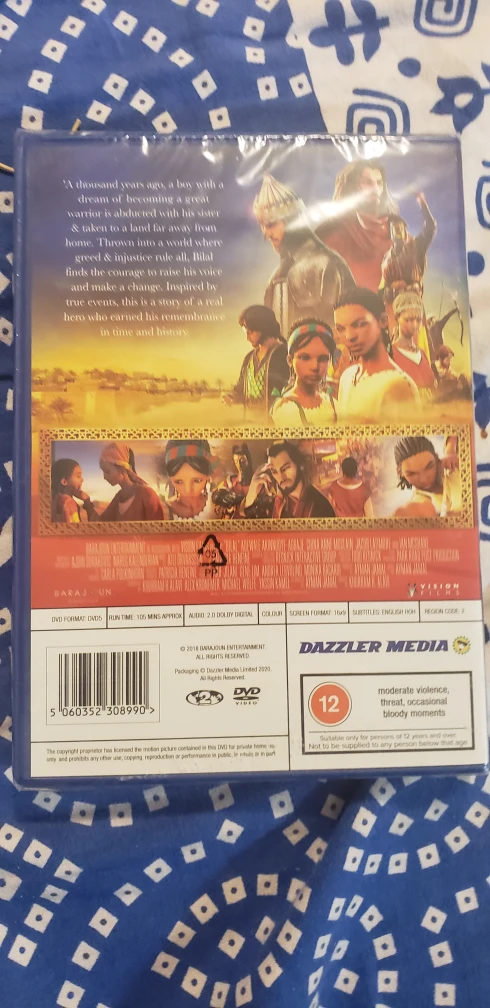 "A thousand years ago, a boy with a
dream of becoming a great
warrior is abducted with his sister
& taken to a land far away from
home. Thrown into a world where
greed & injustice rule all, Bilal
finds the courage to raise his voice
and make a change. Inspired by
true events, this is a story of a real
hero who earned his remembrance
in time and history.
BARAJOUN ENTERTAINMENT
05
PP
BARAJ UN
VISION
FILMS
DVD FORMAT: DVD5
RUN TIME: 105 MINS APPROX
AUDIO: 2.0 DOLBY DIGITAL
COLOUR
SCREEN FORMAT: 16x9
SUBTITLES: ENGLISH HOH
REGION CODE: 2
© 2018 BARAJOUN ENTERTAINMENT
ALL RIGHTS RESERVED.
Packaging © Dazzler Media Limited 2020.
All Rights Reserved.
5 060352 308990 >
2
DVD
VIDEO
The copyright proprietor has licensed the motion picture contained in this DVD for private home use
only and prohibits any other use, copying, reproduction or performance in public, in whole or in part.
DAZZLER MEDIA
12
moderate violence,
threat, occasional
bloody moments
Suitable only for persons of 12 years and over.
Not to be supplied to any person below that age